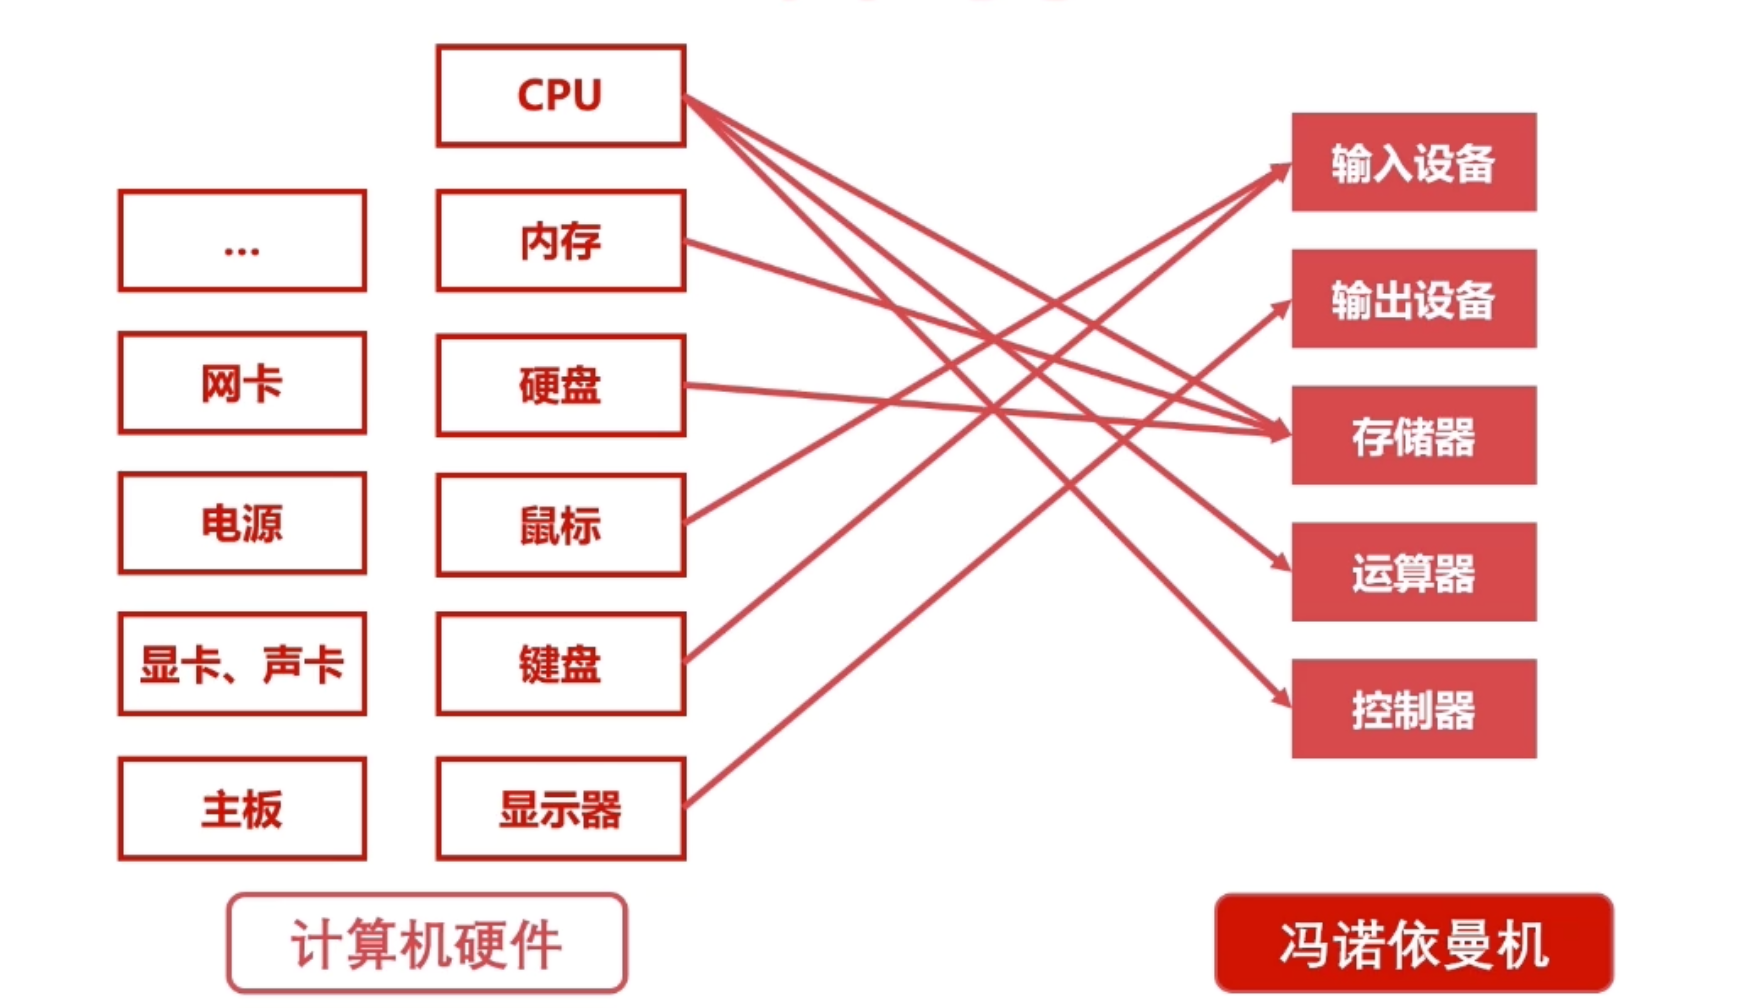 CPU
输入设备
...
内存
输出设备
网卡
硬盘
存储器
电源
鼠标
运算器
显卡、声卡
键盘
控制器
主板
显示器
计算机硬件
冯诺依曼机